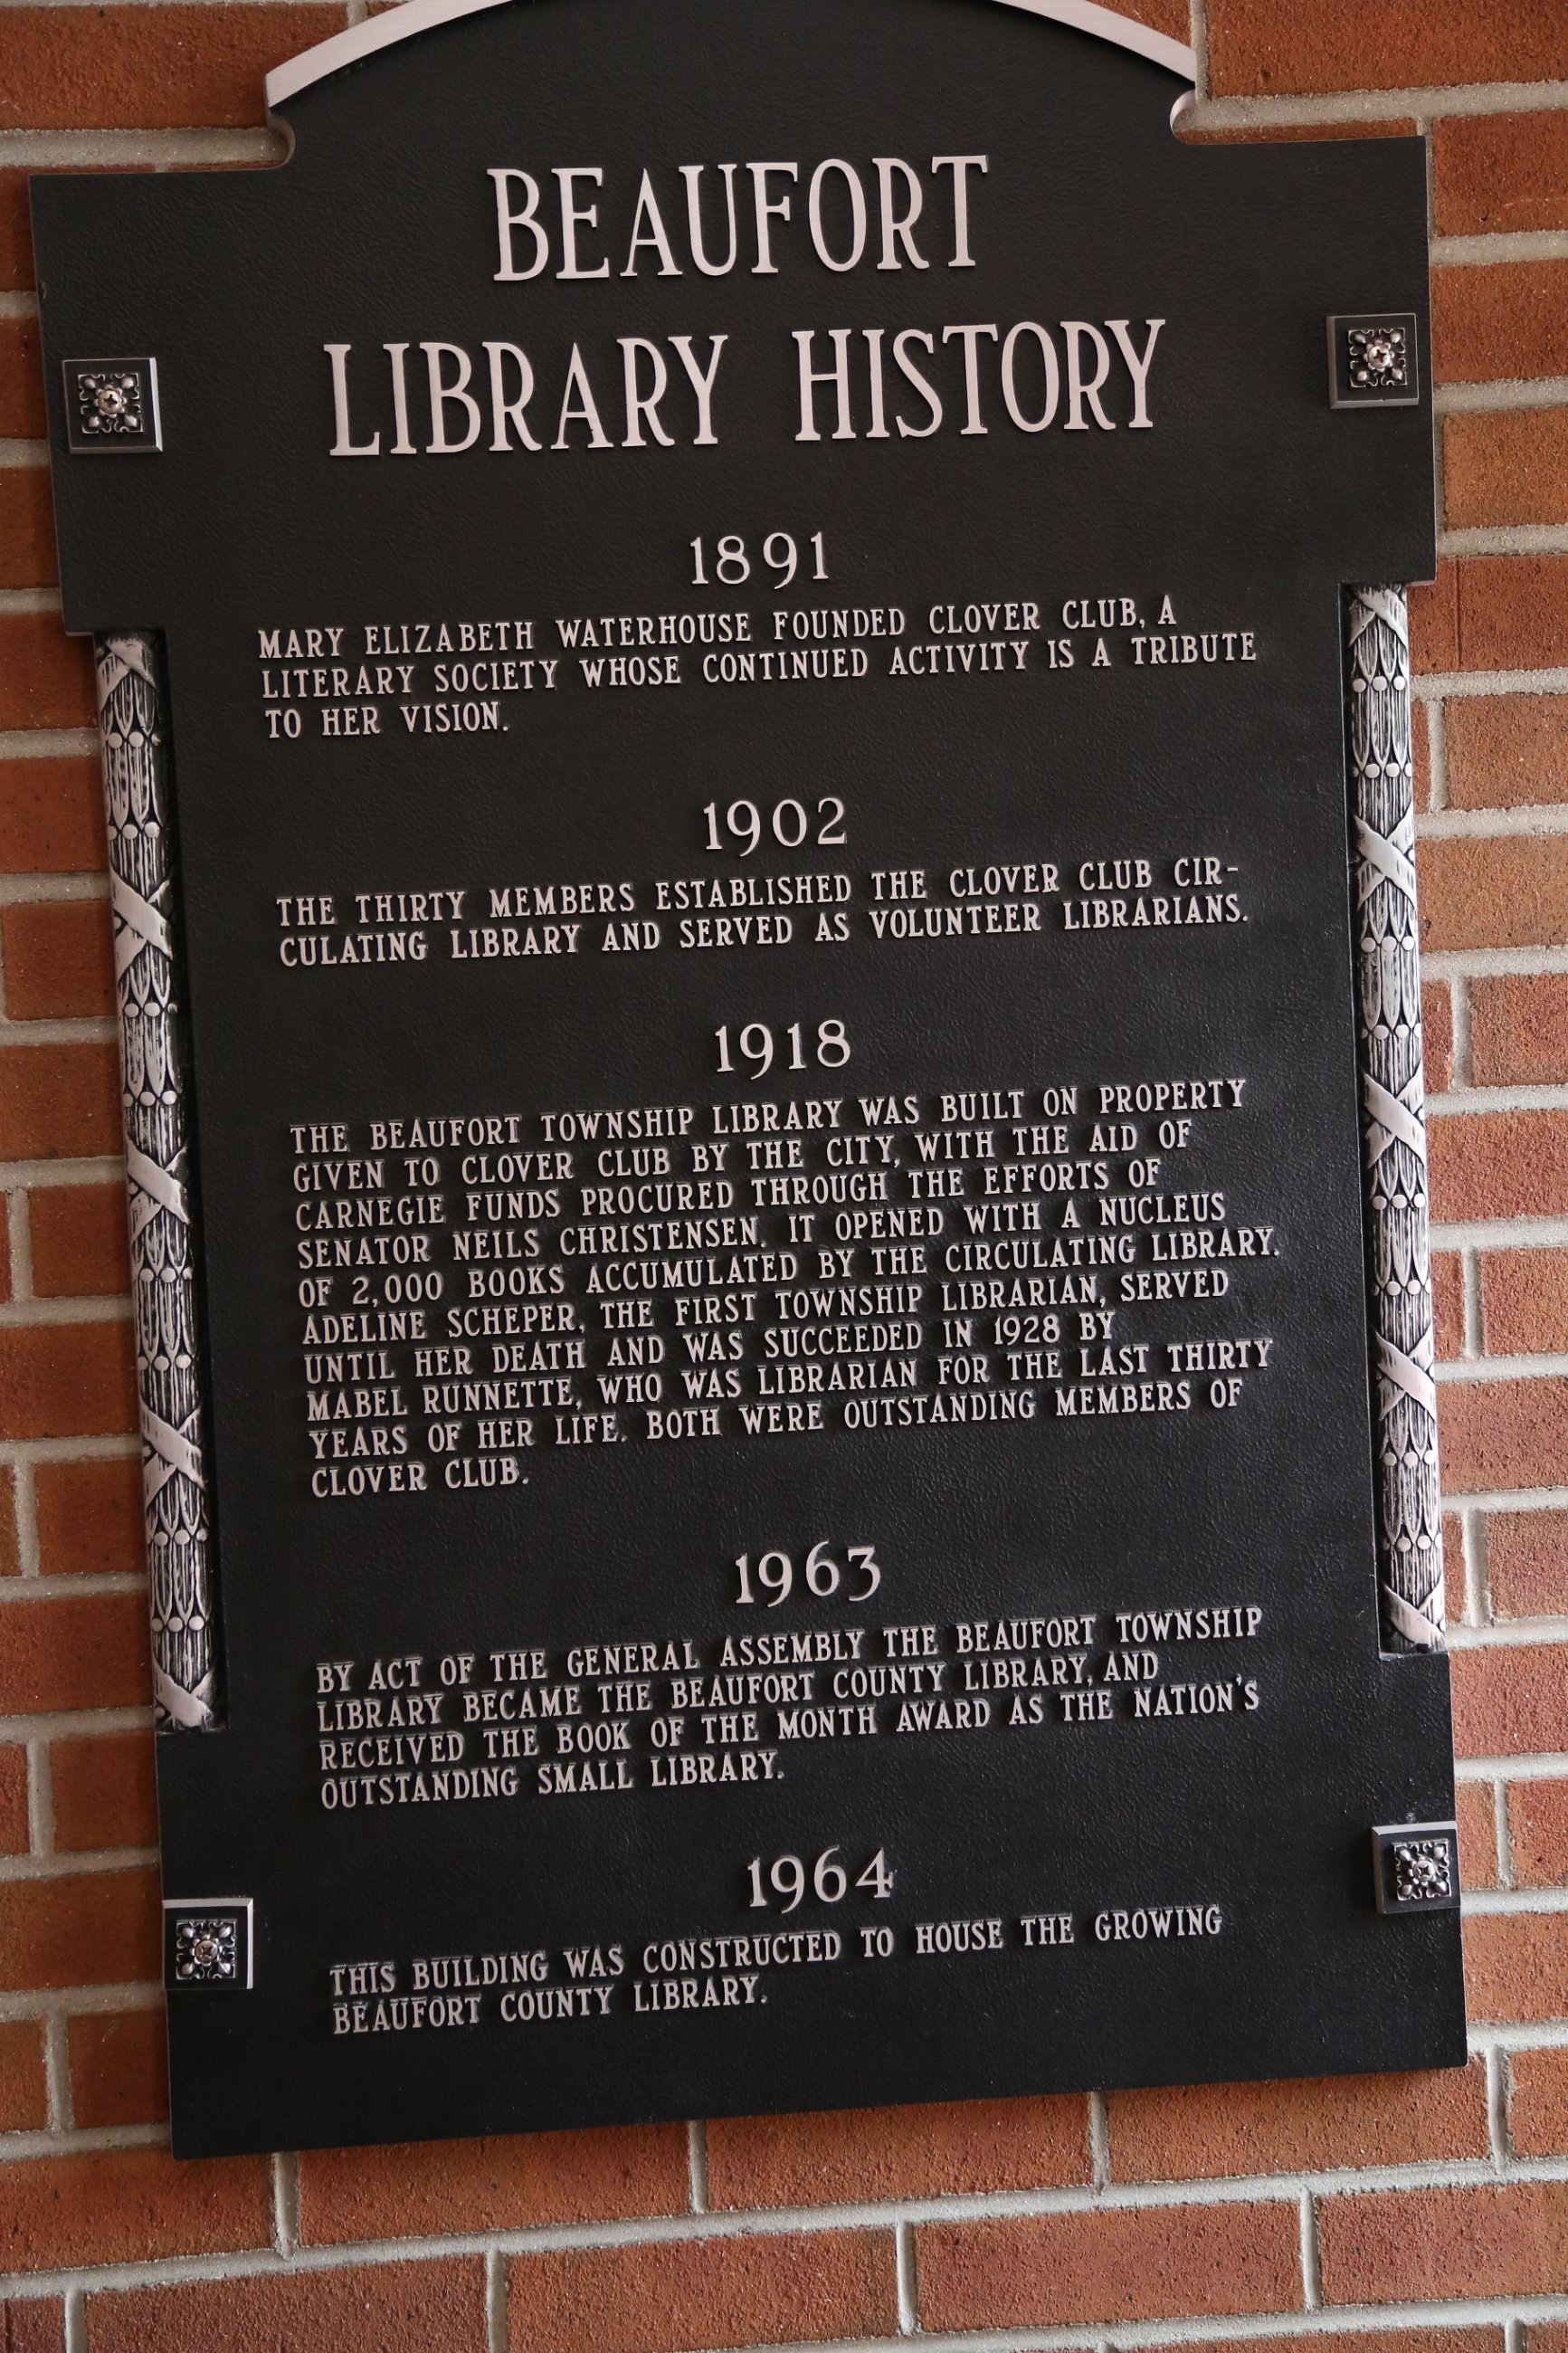 BEAUFORT
LIBRARY HISTORY
1891
MARY ELIZABETH WATERHOUSE FOUNDED CLOVER CLUB, A
LITERARY SOCIETY WHOSE CONTINUED ACTIVITY IS A TRIBUTE
TO HER VISION.
1902
THE THIRTY MEMBERS ESTABLISHED THE CLOVER CLUB CIR-
CULATING LIBRARY AND SERVED AS VOLUNTEER LIBRARIANS.
1918
THE BEAUFORT TOWNSHIP LIBRARY WAS BUILT ON PROPERTY
GIVEN TO CLOVER CLUB BY THE CITY, WITH THE AID OF
CARNEGIE FUNDS PROCURED THROUGH THE EFFORTS OF
SENATOR NEILS CHRISTENSEN. IT OPENED WITH A NUCLEUS
OF 2,000 BOOKS ACCUMULATED BY THE CIRCULATING LIBRARY.
ADELINE SCHEPER, THE FIRST TOWNSHIP LIBRARIAN, SERVED
UNTIL HER DEATH AND WAS SUCCEEDED IN 1928 BY
MABEL RUNNETTE, WHO WAS LIBRARIAN FOR THE LAST THIRTY
YEARS OF HER LIFE. BOTH WERE OUTSTANDING MEMBERS OF
CLOVER CLUB.
1963
BY ACT OF THE GENERAL ASSEMBLY THE BEAUFORT TOWNSHIP
LIBRARY BECAME THE BEAUFORT COUNTY LIBRARY, AND
RECEIVED THE BOOK OF THE MONTH AWARD AS THE NATION'S
OUTSTANDING SMALL LIBRARY.
1964
THIS BUILDING WAS CONSTRUCTED TO HOUSE THE GROWING
BEAUFORT COUNTY LIBRARY.